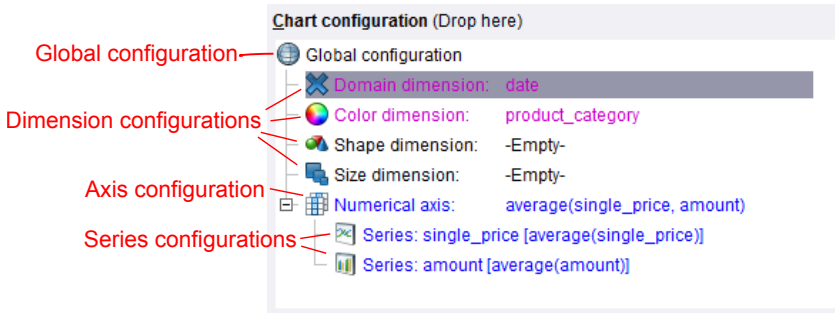 Chart configuration (Drop here)
Global configuration
Global configuration
Domain dimension: date
Dimension configurations
Color dimension: product_category
Shape dimension: -Empty-
Size dimension: -Empty-
Axis configuration
Numerical axis: average(single_price, amount)
Series configurations
Series: single_price [average(single_price)]
Series: amount [average(amount)]